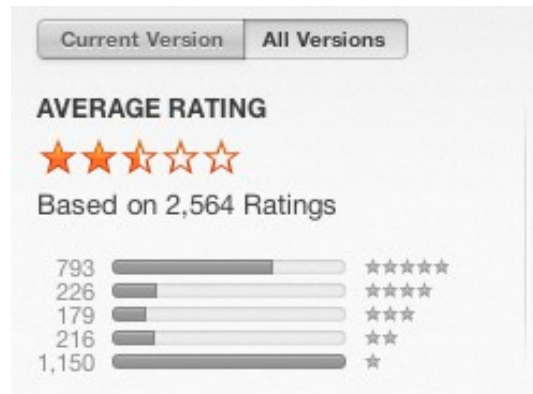 Current Version All Versions
AVERAGE RATING
Based on 2,564 Ratings
793
226
179
216
1,150